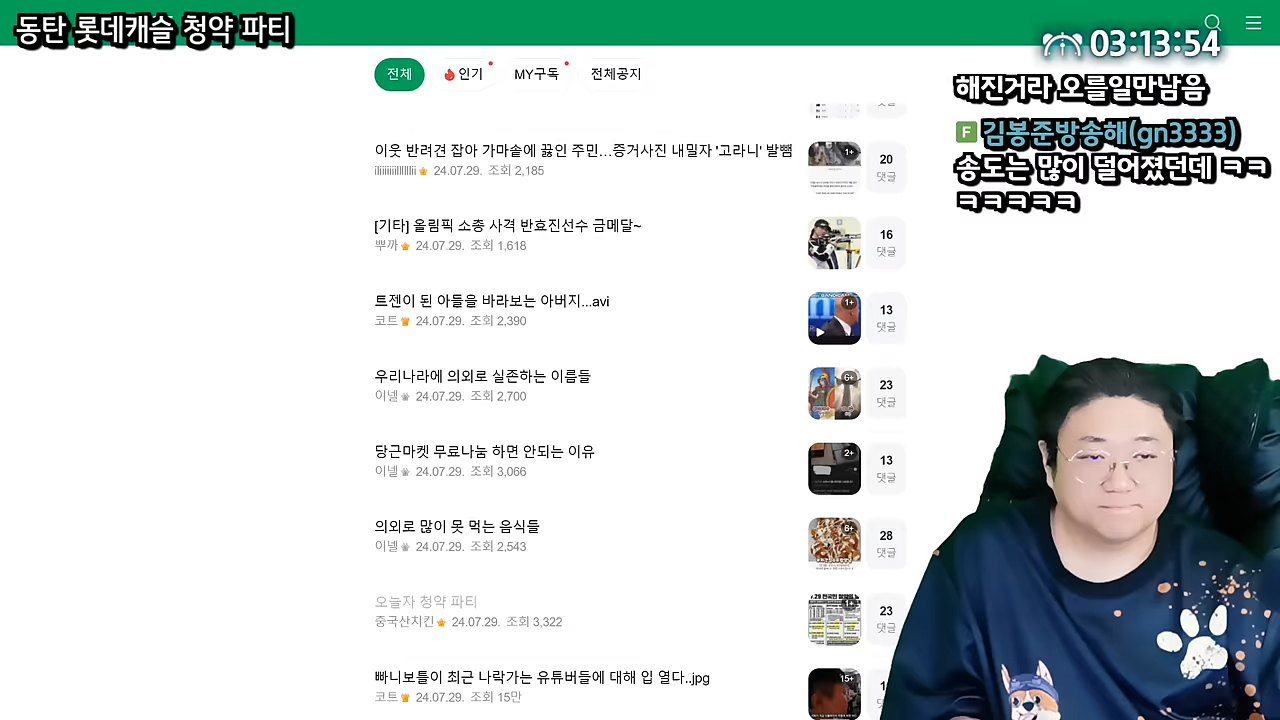 동탄 롯데캐슬 청약 파티
03:13:54
전체 인기 MY구독 전체공지
해진거라 오를일만남음
F 김봉준방송해(gn3333)
송도는 많이 덜어졌던데 ㅋㅋ
ㅋㅋㅋㅋㅋ
댓글
이웃 반려견 잡아 가마솥에 끓인 주민…증거사진 내밀자 '고라니' 발뺌
24.07.29. 조회 2,185
1+
20
댓글
[기타] 올림픽 소총 사격 반효진선수 금메달~
뿌까 24.07.29. 조회 1,618
16
댓글
트젠이 된 아들을 바라보는 아버지...avi
코트 24.07.29. 조회 2,390
1+
13
댓글
우리나라에 의외로 실존하는 이름들
이넬 24.07.29. 조회 2,700
6+
23
댓글
당근마켓 무료나눔 하면 안되는 이유
이넬 24.07.29. 조회 3,066
2+
13
댓글
의외로 많이 못 먹는 음식들
이넬 24.07.29. 조회 2,543
6+
28
댓글
오늘자 청약 파티
중국산치킨 24.07.29. 조회 3,322
23
댓글
빠니보틀이 최근 나락가는 유튜버들에 대해 입 열다..jpg
코트 24.07.29. 조회 15만
15+